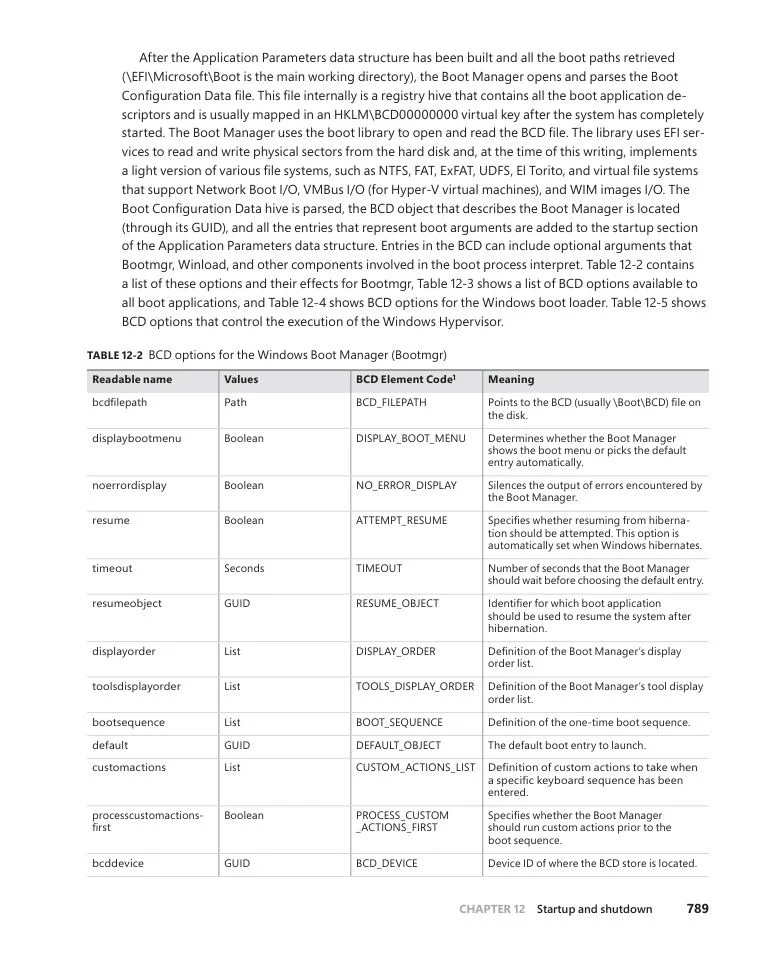 After the Application Parameters data structure has been built and all the boot paths retrieved
(\EFI\Microsoft\Boot is the main working directory), the Boot Manager opens and parses the Boot
Configuration Data file. This file internally is a registry hive that contains all the boot application de-
scriptors and is usually mapped in an HKLM\BCD00000000 virtual key after the system has completely
started. The Boot Manager uses the boot library to open and read the BCD file. The library uses EFI ser-
vices to read and write physical sectors from the hard disk and, at the time of this writing, implements
a light version of various file systems, such as NTFS, FAT, ExFAT, UDFS, El Torito, and virtual file systems
that support Network Boot I/O, VMBus I/O (for Hyper-V virtual machines), and WIM images I/O. The
Boot Configuration Data hive is parsed, the BCD object that describes the Boot Manager is located
(through its GUID), and all the entries that represent boot arguments are added to the startup section
of the Application Parameters data structure. Entries in the BCD can include optional arguments that
Bootmgr, Winload, and other components involved in the boot process interpret. Table 12-2 contains
a list of these options and their effects for Bootmgr, Table 12-3 shows a list of BCD options available to
all boot applications, and Table 12-4 shows BCD options for the Windows boot loader. Table 12-5 shows
BCD options that control the execution of the Windows Hypervisor.
TABLE 12-2 BCD options for the Windows Boot Manager (Bootmgr)
Readable name Values BCD Element Code¹ Meaning
bcdfilepath Path BCD_FILEPATH Points to the BCD (usually \Boot\BCD) file on
the disk.
displaybootmenu Boolean DISPLAY_BOOT_MENU Determines whether the Boot Manager
shows the boot menu or picks the default
entry automatically.
noerrordisplay Boolean NO_ERROR_DISPLAY Silences the output of errors encountered by
the Boot Manager.
resume Boolean ATTEMPT_RESUME Specifies whether resuming from hiberna-
tion should be attempted. This option is
automatically set when Windows hibernates.
timeout Seconds TIMEOUT Number of seconds that the Boot Manager
should wait before choosing the default entry.
resumeobject GUID RESUME_OBJECT Identifier for which boot application
should be used to resume the system after
hibernation.
displayorder List DISPLAY_ORDER Definition of the Boot Manager's display
order list.
toolsdisplayorder List TOOLS_DISPLAY_ORDER Definition of the Boot Manager's tool display
order list.
bootsequence List BOOT_SEQUENCE Definition of the one-time boot sequence.
default GUID DEFAULT_OBJECT The default boot entry to launch.
customactions List CUSTOM_ACTIONS_LIST Definition of custom actions to take when
a specific keyboard sequence has been
entered.
processcustomactions- Boolean PROCESS_CUSTOM Specifies whether the Boot Manager
first _ACTIONS_FIRST should run custom actions prior to the
boot sequence.
bcddevice GUID BCD_DEVICE Device ID of where the BCD store is located.
CHAPTER 12 Startup and shutdown 789